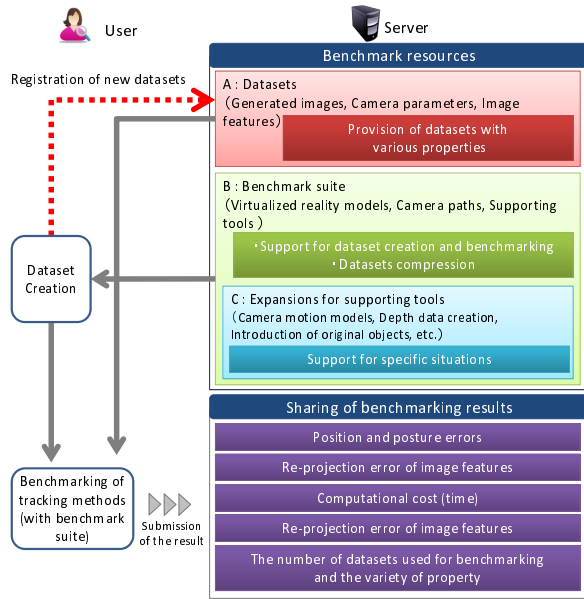 User
Server
Registration of new datasets
Benchmark resources
A : Datasets
(Generated images, Camera parameters, Image
features)
Provision of datasets with
various properties
B : Benchmark suite
(Virtualized reality models, Camera paths, Supporting
tools )
・Support for dataset creation and benchmarking
・Datasets compression
C : Expansions for supporting tools
(Camera motion models, Depth data creation,
Introduction of original objects, etc.)
Support for specific situations
Dataset
Creation
Benchmarking of
tracking methods
(with benchmark
suite)
Submission
of the result
Sharing of benchmarking results
Position and posture errors
Re-projection error of image features
Computational cost (time)
Re-projection error of image features
The number of datasets used for benchmarking
and the variety of property